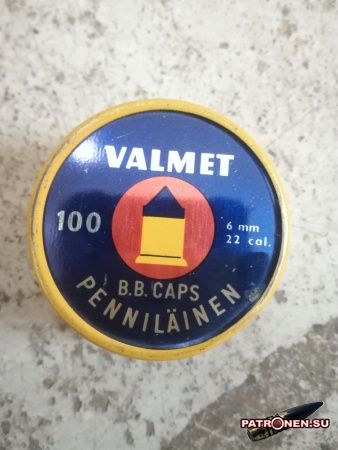 VALMET
100
6 mm
22 cal.
B.B. CAPS
PENNILÄINEN
PATRONEN.SU